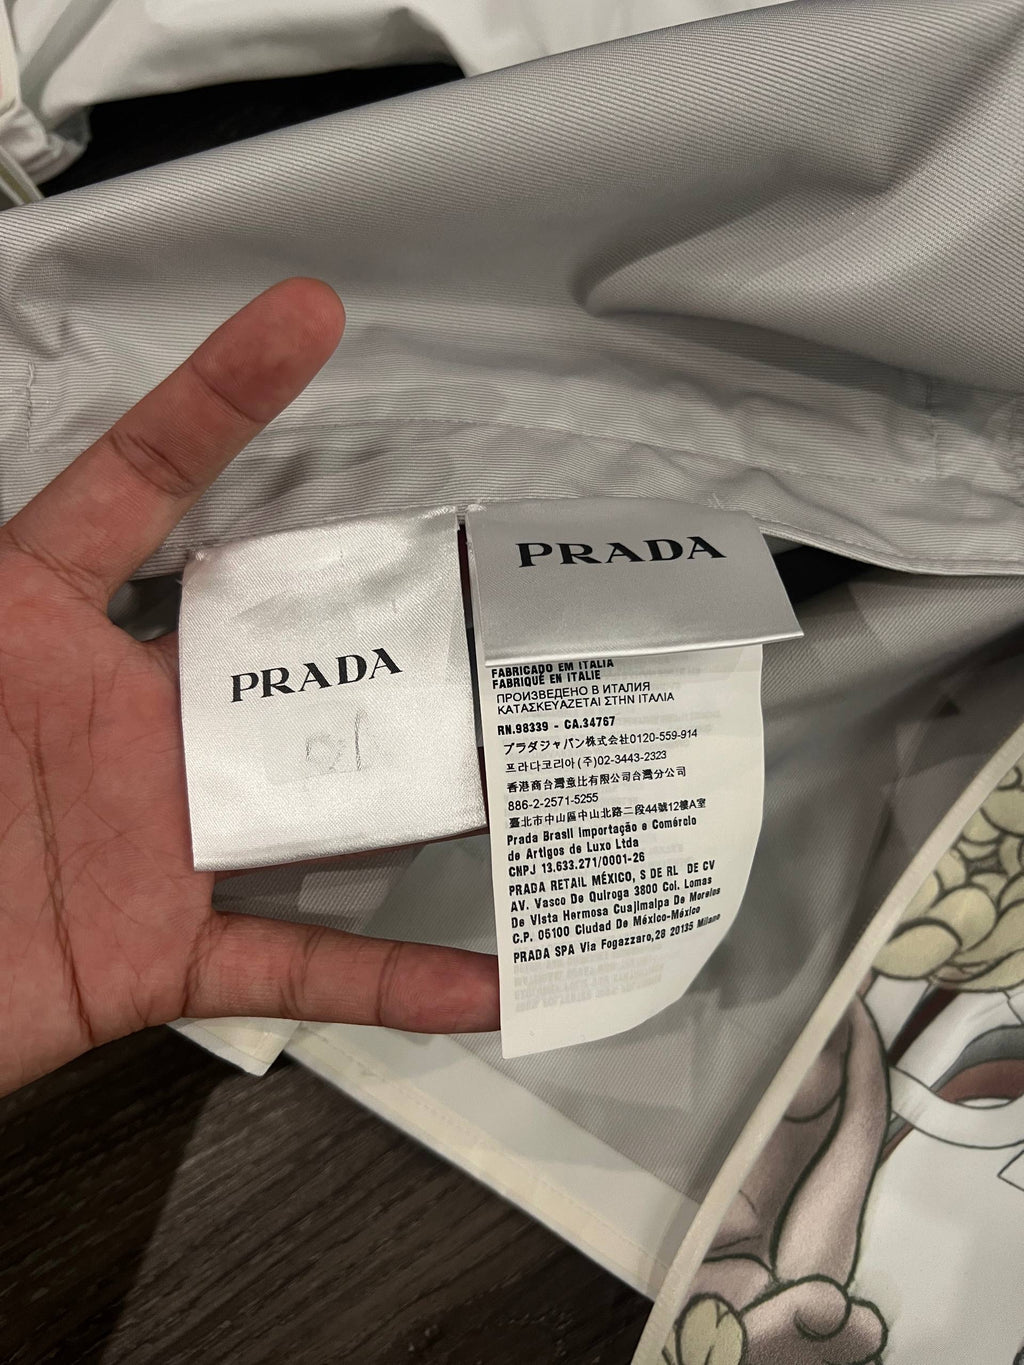 PRADA
PRADA
FABRICADO EM ITALIA
FABRIQUÉ EN ITALIE
ПРОИЗВЕДЕНО В ИТАЛИЯ
ΚΑΤΑΣΚΕΥΑΖΕΤΑΙ ΣΤΗΝ ΙΤΑΛΙΑ
RN.98339 - CA.34767
プラダジャパン株式会社0120-559-914
프라다코리아(주)02-3443-2323
香港商台灣壹比有限公司台灣分公司
886-2-2571-5255
臺北市中山區中山北路二段44號12樓A室
Prada Brasil Importação e Comércio
de Artigos de Luxo Ltda
CNPJ 13.633.271/0001-26
PRADA RETAIL MÉXICO, S DE RL DE CV
AV. Vasco De Quiroga 3800 Col. Lomas
De Vista Hermosa Cuajimalpa De Morelos
C.P. 05100 Ciudad De México-México
PRADA SPA Via Fogazzaro,28 20135 Milano